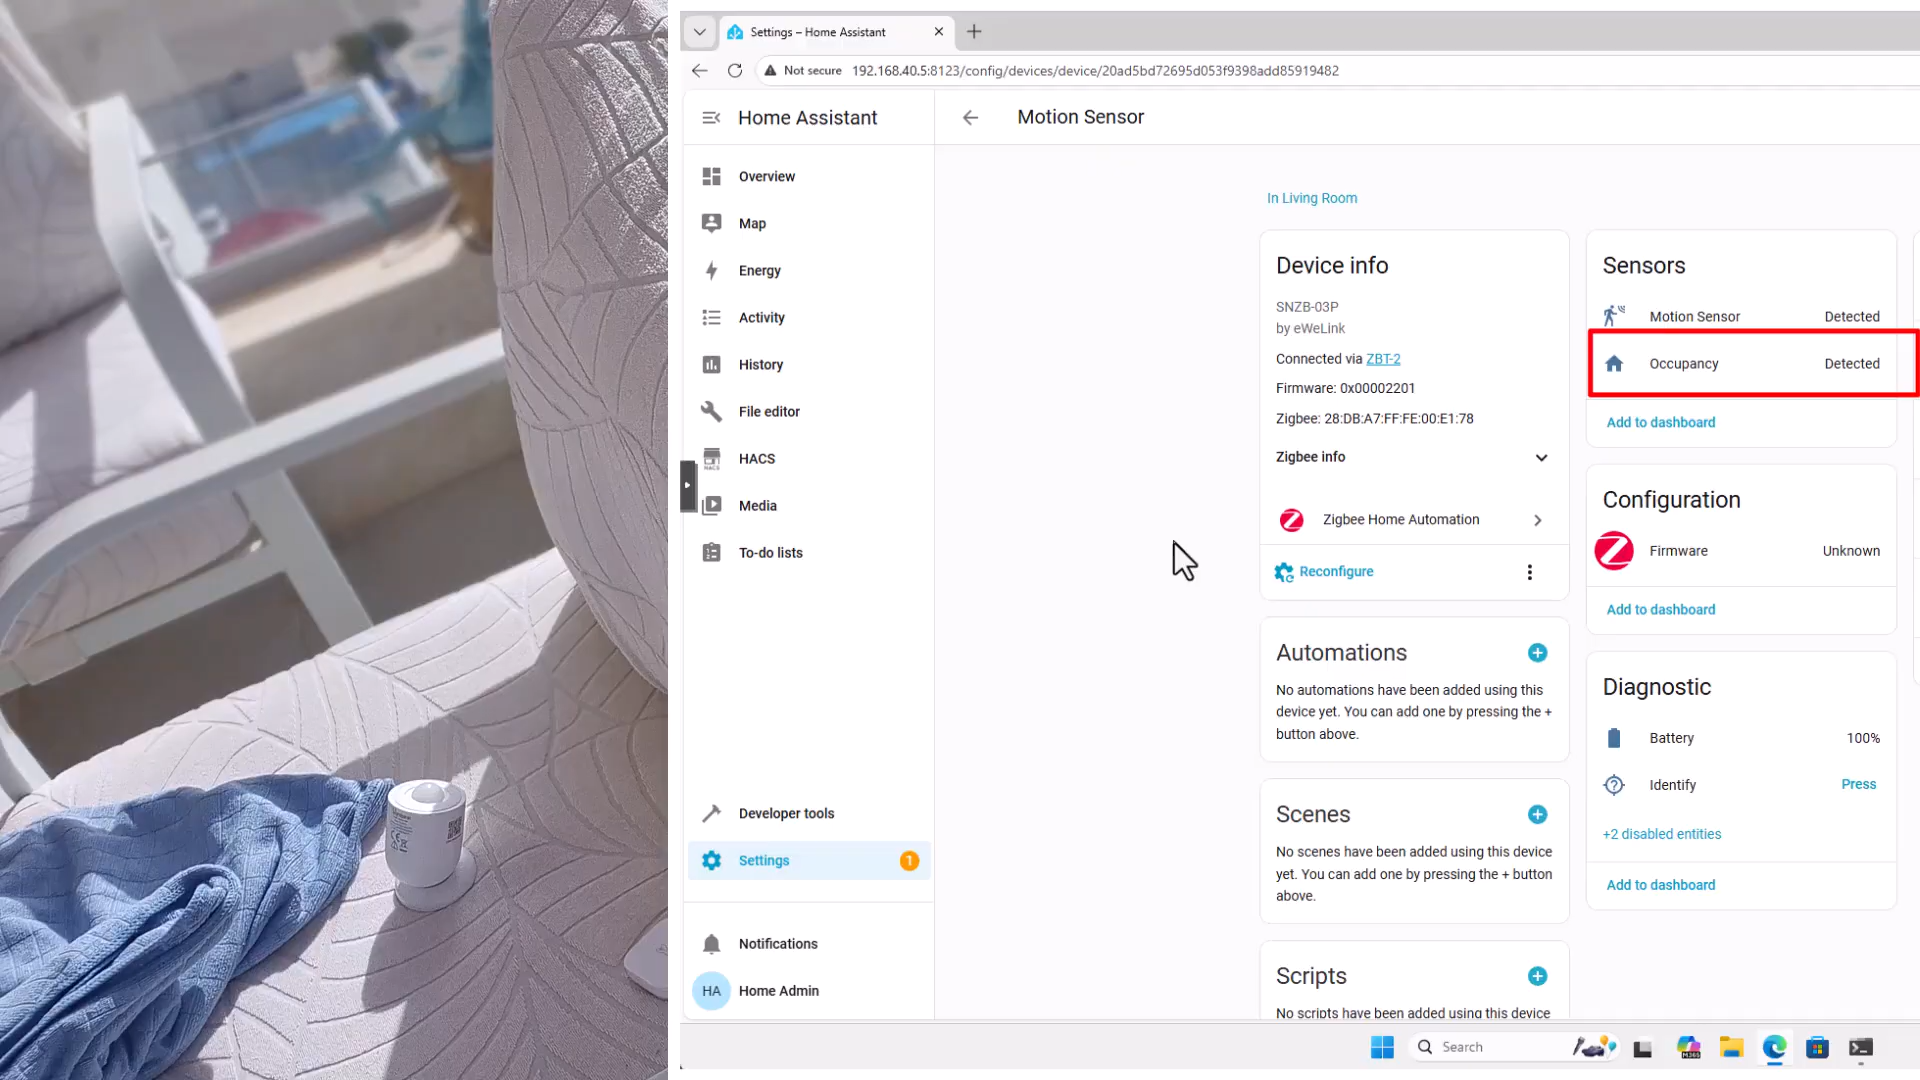 Settings – Home Assistant
Not secure 192.168.40.5:8123/config/devices/device/20ad5bd72695d053f9398add85919482
Home Assistant
Motion Sensor
Overview
Map
Energy
Activity
History
File editor
HACS
Media
To-do lists
Developer tools
Settings 1
Notifications
HA Home Admin
In Living Room
Device info
SNZB-03P
by eWeLink
Connected via ZBT-2
Firmware: 0x00002201
Zigbee: 28:DB:A7:FF:FE:00:E1:78
Zigbee info
Zigbee Home Automation
Reconfigure
Automations
No automations have been added using this
device yet. You can add one by pressing the +
button above.
Scenes
No scenes have been added using this device
yet. You can add one by pressing the + button
above.
Scripts
No scripts have been added using this device
Sensors
Motion Sensor Detected
Occupancy Detected
Add to dashboard
Configuration
Firmware Unknown
Add to dashboard
Diagnostic
Battery 100%
Identify Press
+2 disabled entities
Add to dashboard
Search